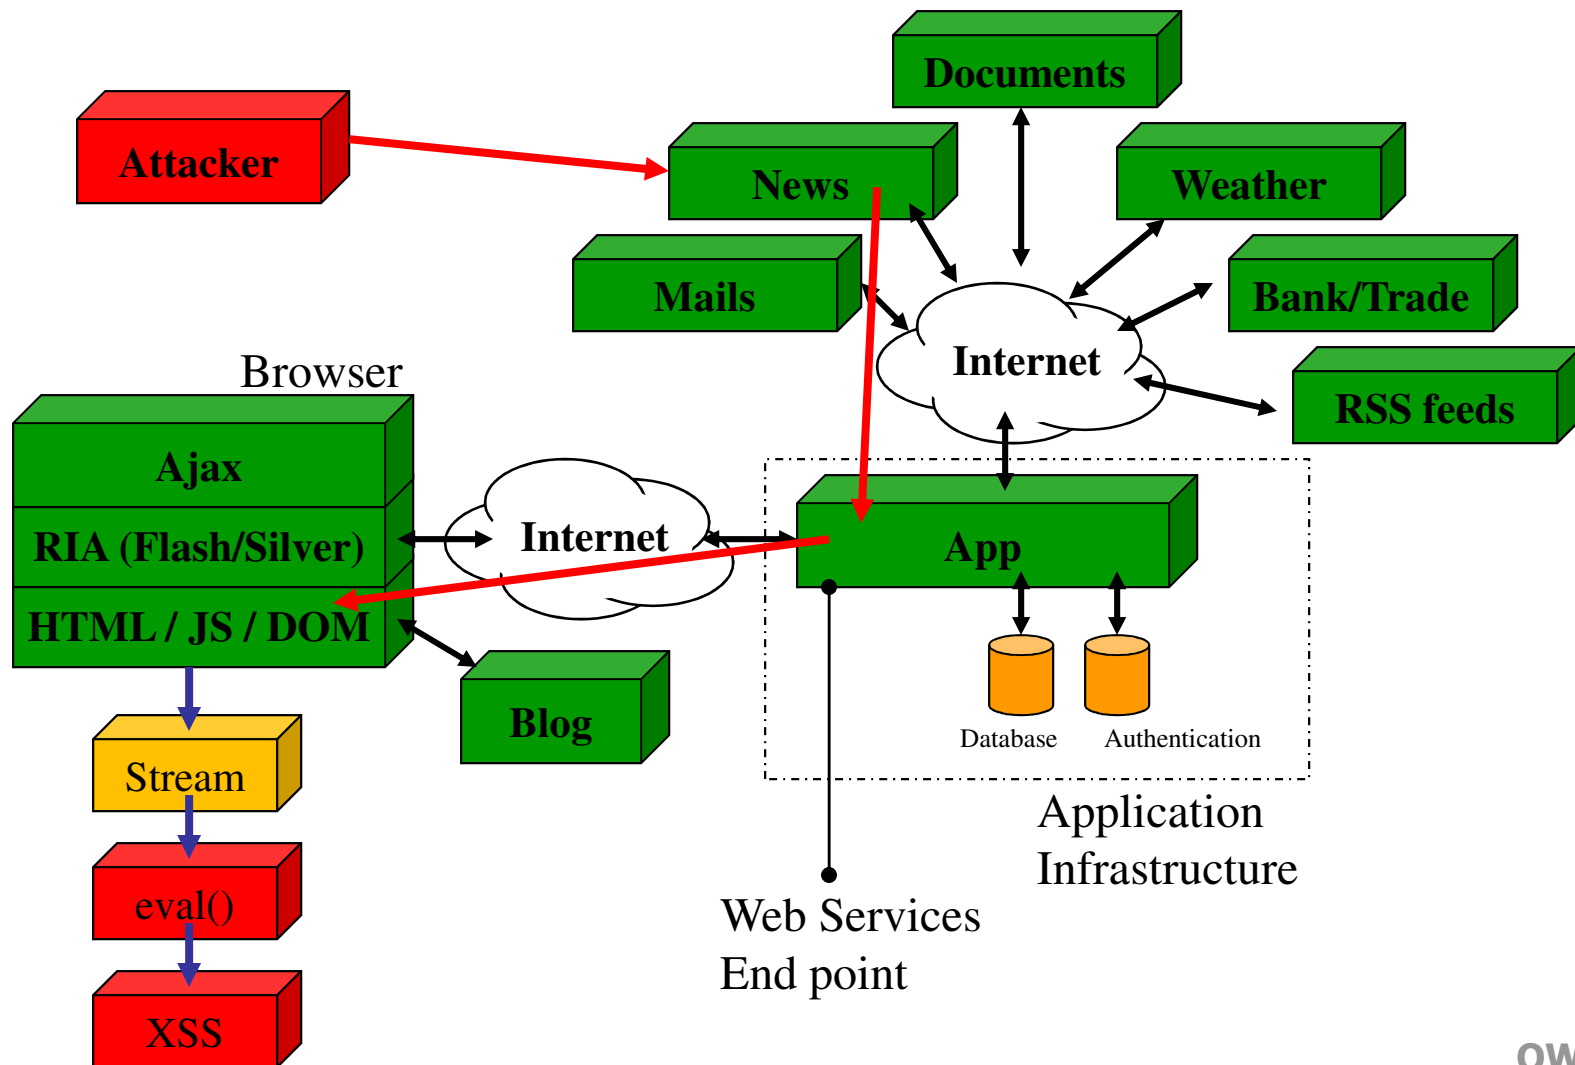 Documents
Attacker
News
Weather
Mails
Bank/Trade
Internet
Browser
RSS feeds
Ajax
RIA (Flash/Silver)
Internet
App
HTML / JS / DOM
Blog
Database
Authentication
Stream
Application
Infrastructure
eval()
Web Services
End point
XSS